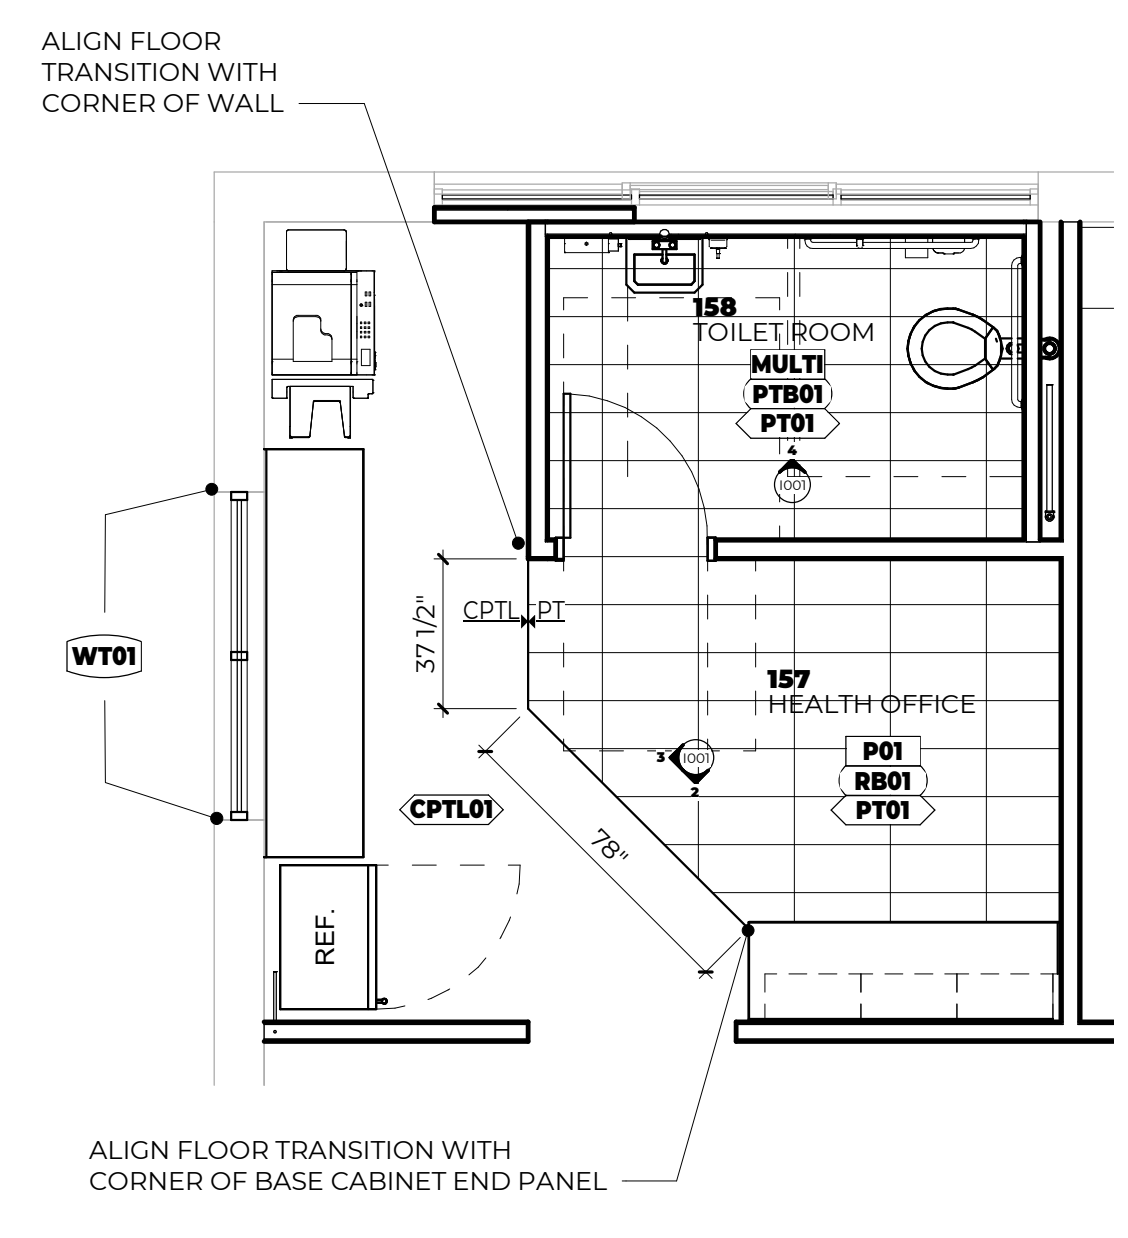 ALIGN FLOOR
TRANSITION WITH
CORNER OF WALL
158
TOILET ROOM
MULTI
PTB01
PT01
4
I001
37 1/2"
CPTL PT
WT01
157
HEALTH OFFICE
P01
RB01
PT01
3 I001
2
CPTL01
78"
REF.
ALIGN FLOOR TRANSITION WITH
CORNER OF BASE CABINET END PANEL